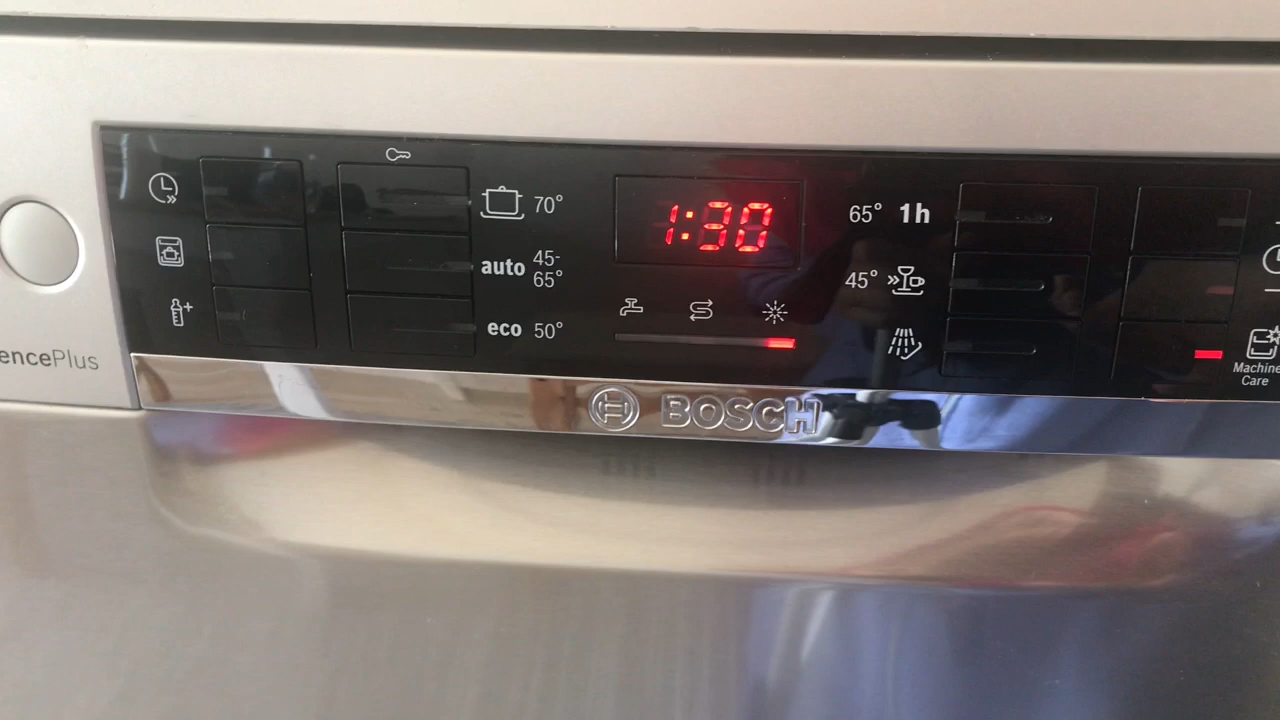 70°
auto 45-
65°
eco 50°
1:30
65° 1h
45°
encePlus
Machine
Care
BOSCH